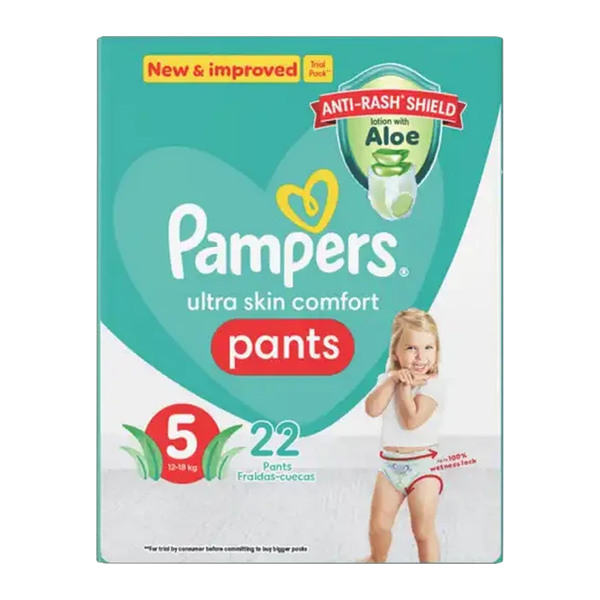 New & improved
Trial
Pack**
ANTI-RASH* SHIELD
lotion with
Aloe
Pampers®
ultra skin comfort
pants
5
12-18 kg
22
Pants
Fraldas-cuecas
up to 100%
wetness lock
**For trial by consumer before committing to buy bigger packs